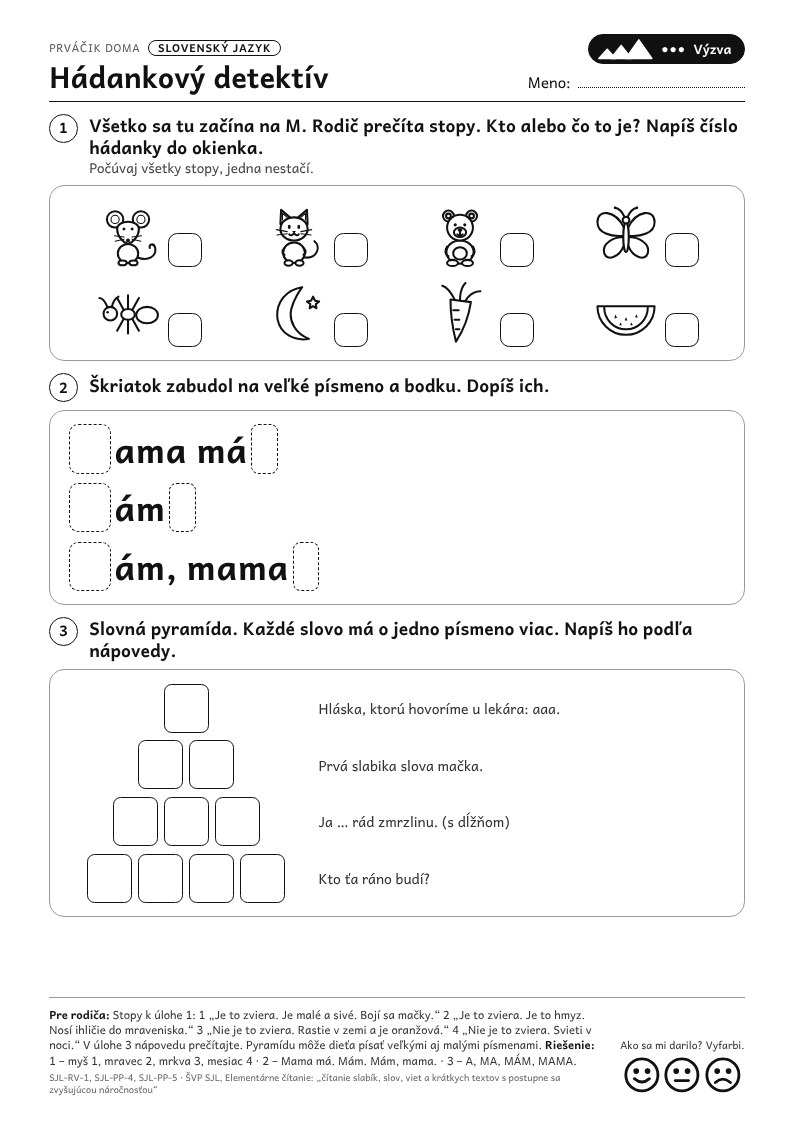 PRVÁČIK DOMA SLOVENSKÝ JAZYK
Výzva
Hádankový detektív
Meno:
1 Všetko sa tu začína na M. Rodič prečíta stopy. Kto alebo čo to je? Napíš číslo
hádanky do okienka.
Počúvaj všetky stopy, jedna nestačí.
2 Škriatok zabudol na veľké písmeno a bodku. Dopíš ich.
ama má
ám
ám, mama
3 Slovná pyramída. Každé slovo má o jedno písmeno viac. Napíš ho podľa
nápovedy.
Hláska, ktorú hovoríme u lekára: aaa.
Prvá slabika slova mačka.
Ja ... rád zmrzlinu. (s dĺžňom)
Kto ťa ráno budí?
Pre rodiča: Stopy k úlohe 1: 1 „Je to zviera. Je malé a sivé. Bojí sa mačky.“ 2 „Je to zviera. Je to hmyz.
Nosí ihličie do mraveniska.“ 3 „Nie je to zviera. Rastie v zemi a je oranžová.“ 4 „Nie je to zviera. Svieti v
noci.“ V úlohe 3 nápovedu prečítajte. Pyramídu môže dieťa písať veľkými aj malými písmenami. Riešenie:
1 – myš 1, mravec 2, mrkva 3, mesiac 4 · 2 – Mama má. Mám. Mám, mama. · 3 – A, MA, MÁM, MAMA.
SJL-RV-1, SJL-PP-4, SJL-PP-5 · ŠVP SJL, Elementárne čítanie: „čítanie slabík, slov, viet a krátkych textov s postupne sa
zvyšujúcou náročnosťou“
Ako sa mi darilo? Vyfarbi.